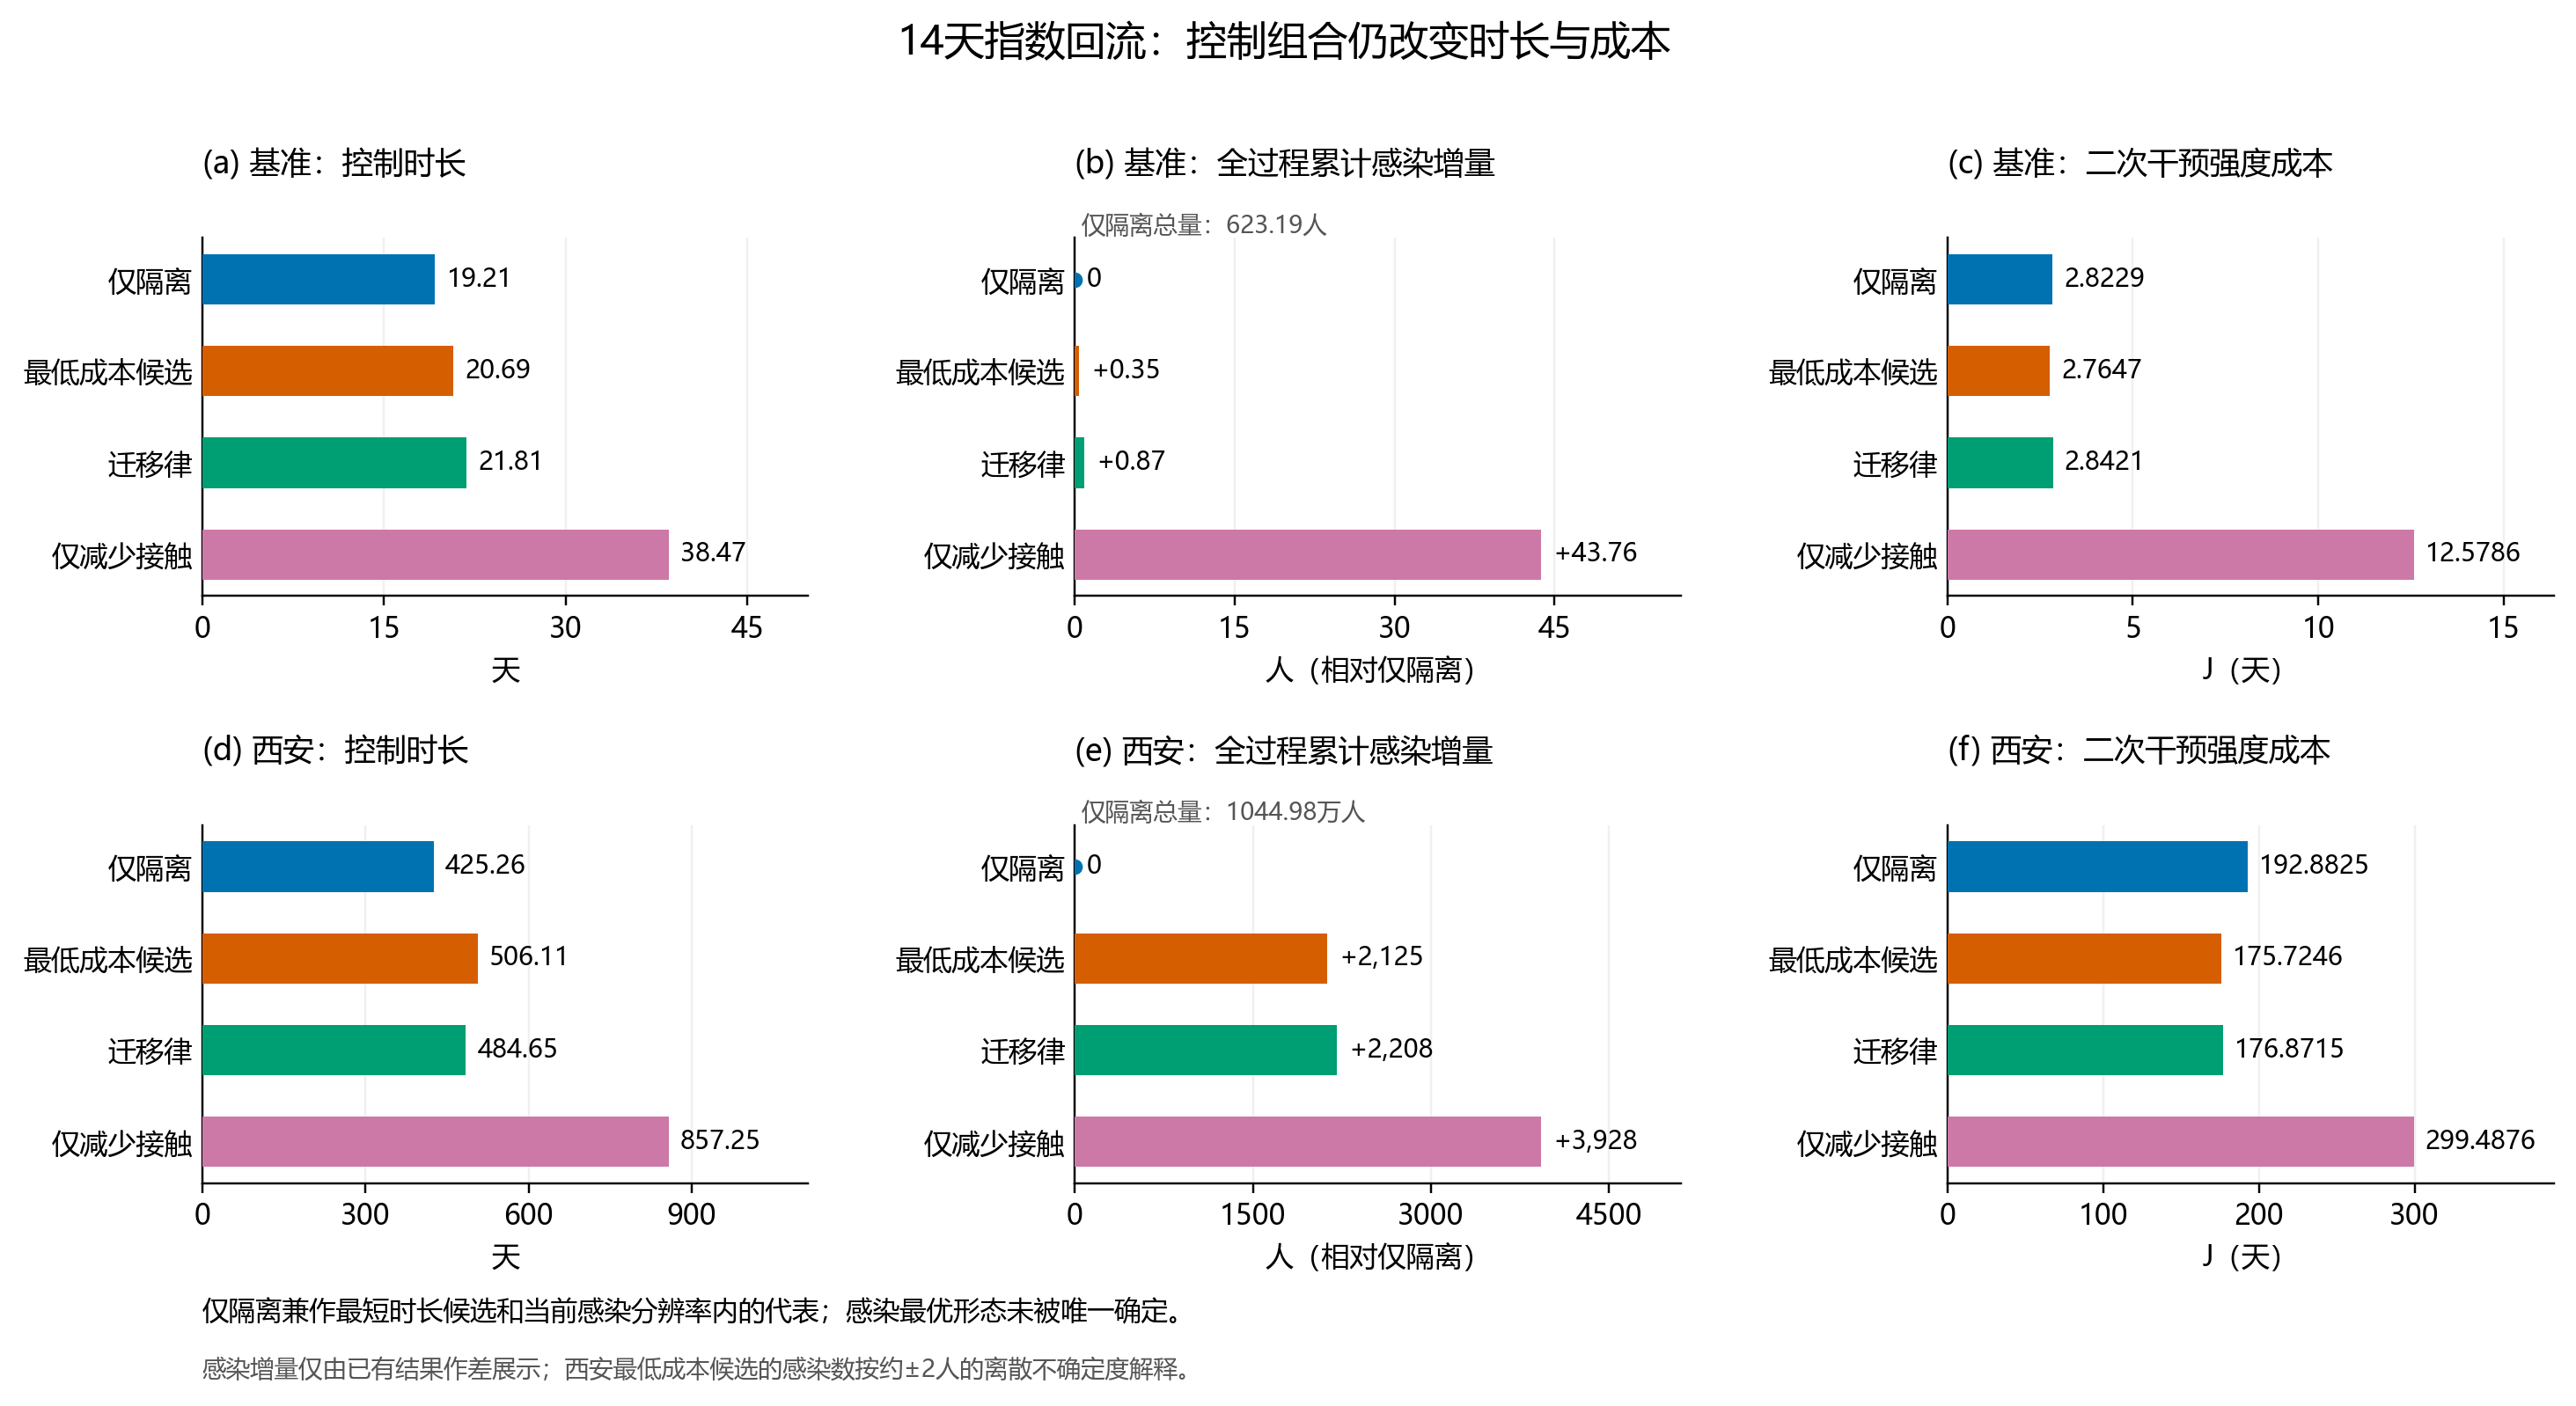 14天指数回流：控制组合仍改变时长与成本
(a) 基准：控制时长
仅隔离
19.21
最低成本候选
20.69
迁移律
21.81
仅减少接触
38.47
0 15 30 45
天
(b) 基准：全过程累计感染增量
仅隔离总量：623.19人
仅隔离
0
最低成本候选
+0.35
迁移律
+0.87
仅减少接触
+43.76
0 15 30 45
人（相对仅隔离）
(c) 基准：二次干预强度成本
仅隔离
2.8229
最低成本候选
2.7647
迁移律
2.8421
仅减少接触
12.5786
0 5 10 15
J（天）
(d) 西安：控制时长
仅隔离
425.26
最低成本候选
506.11
迁移律
484.65
仅减少接触
857.25
0 300 600 900
天
(e) 西安：全过程累计感染增量
仅隔离总量：1044.98万人
仅隔离
0
最低成本候选
+2,125
迁移律
+2,208
仅减少接触
+3,928
0 1500 3000 4500
人（相对仅隔离）
(f) 西安：二次干预强度成本
仅隔离
192.8825
最低成本候选
175.7246
迁移律
176.8715
仅减少接触
299.4876
0 100 200 300
J（天）
仅隔离兼作最短时长候选和当前感染分辨率内的代表；感染最优形态未被唯一确定。
感染增量仅由已有结果作差展示；西安最低成本候选的感染数按约±2人的离散不确定度解释。